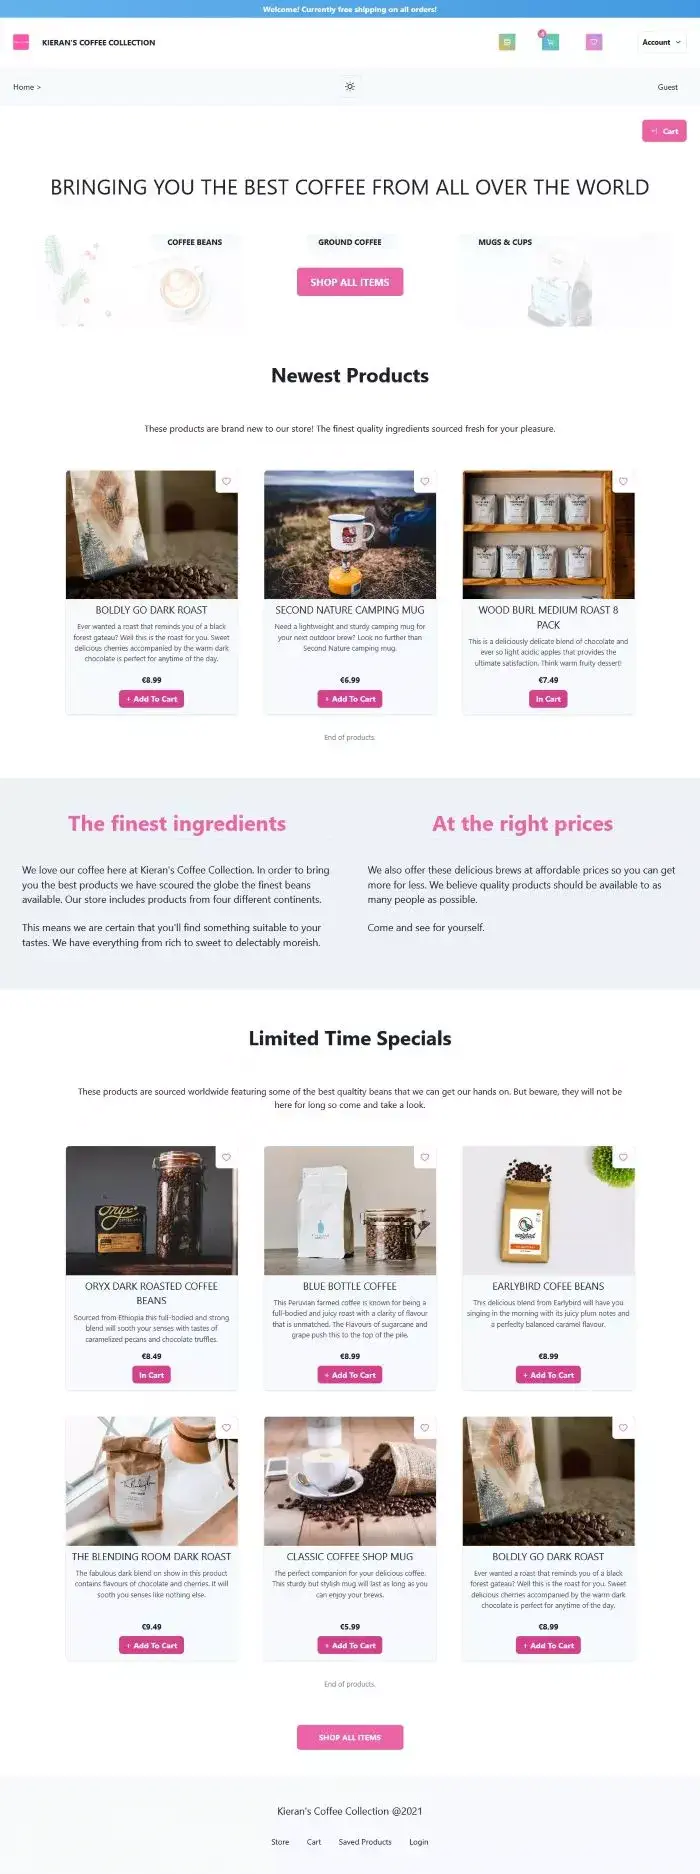 Welcome! Currently free shipping on all orders!
KIERAN'S COFFEE COLLECTION
Account
Home >
Guest
Cart
BRINGING YOU THE BEST COFFEE FROM ALL OVER THE WORLD
COFFEE BEANS
GROUND COFFEE
MUGS & CUPS
SHOP ALL ITEMS
Newest Products
These products are brand new to our store! The finest quality ingredients sourced fresh for your pleasure.
BOLDLY GO DARK ROAST
Ever wanted a roast that reminds you of a black
forest gateau? Well this is the roast for you. Sweet
delicious cherries accompanied by the warm dark
chocolate is perfect for anytime of the day.
€8.99
+ Add To Cart
SECOND NATURE CAMPING MUG
Need a lightweight and sturdy camping mug for
your next outdoor brew? Look no further than
Second Nature camping mug.
€6.99
+ Add To Cart
WOOD BURL MEDIUM ROAST 8
PACK
This is a deliciously delicate blend of chocolate and
ever so light acidic apples that provides the
ultimate satisfaction. Think warm fruity dessert!
€7.49
In Cart
End of products.
The finest ingredients
We love our coffee here at Kieran's Coffee Collection. In order to bring
you the best products we have scoured the globe the finest beans
available. Our store includes products from four different continents.
This means we are certain that you'll find something suitable to your
tastes. We have everything from rich to sweet to delectably moreish.
At the right prices
We also offer these delicious brews at affordable prices so you can get
more for less. We believe quality products should be available to as
many people as possible.
Come and see for yourself.
Limited Time Specials
These products are sourced worldwide featuring some of the best qualtity beans that we can get our hands on. But beware, they will not be
here for long so come and take a look.
ORYX DARK ROASTED COFFEE
BEANS
Sourced from Ethiopia this full-bodied and strong
blend will sooth your senses with tastes of
caramelized pecans and chocolate truffles.
€8.49
In Cart
BLUE BOTTLE COFFEE
This Peruvian farmed coffee is known for being a
full-bodied and juicy roast with a clarity of flavour
that is unmatched. The Flavours of sugarcane and
grape push this to the top of the pile.
€8.99
+ Add To Cart
EARLYBIRD COFEE BEANS
This delicious blend from Earlybird will have you
singing in the morning with its juicy plum notes and
a perfectly balanced caramel flavour.
€8.99
+ Add To Cart
THE BLENDING ROOM DARK ROAST
The fabulous dark blend on show in this product
contains flavours of chocolate and cherries. It will
sooth you senses like nothing else.
€9.49
+ Add To Cart
CLASSIC COFFEE SHOP MUG
The perfect companion for your delicious coffee.
This sturdy but stylish mug will last as long as you
can enjoy your brews.
€5.99
+ Add To Cart
BOLDLY GO DARK ROAST
Ever wanted a roast that reminds you of a black
forest gateau? Well this is the roast for you. Sweet
delicious cherries accompanied by the warm dark
chocolate is perfect for anytime of the day.
€8.99
+ Add To Cart
End of products.
SHOP ALL ITEMS
Kieran's Coffee Collection @2021
Store
Cart
Saved Products
Login